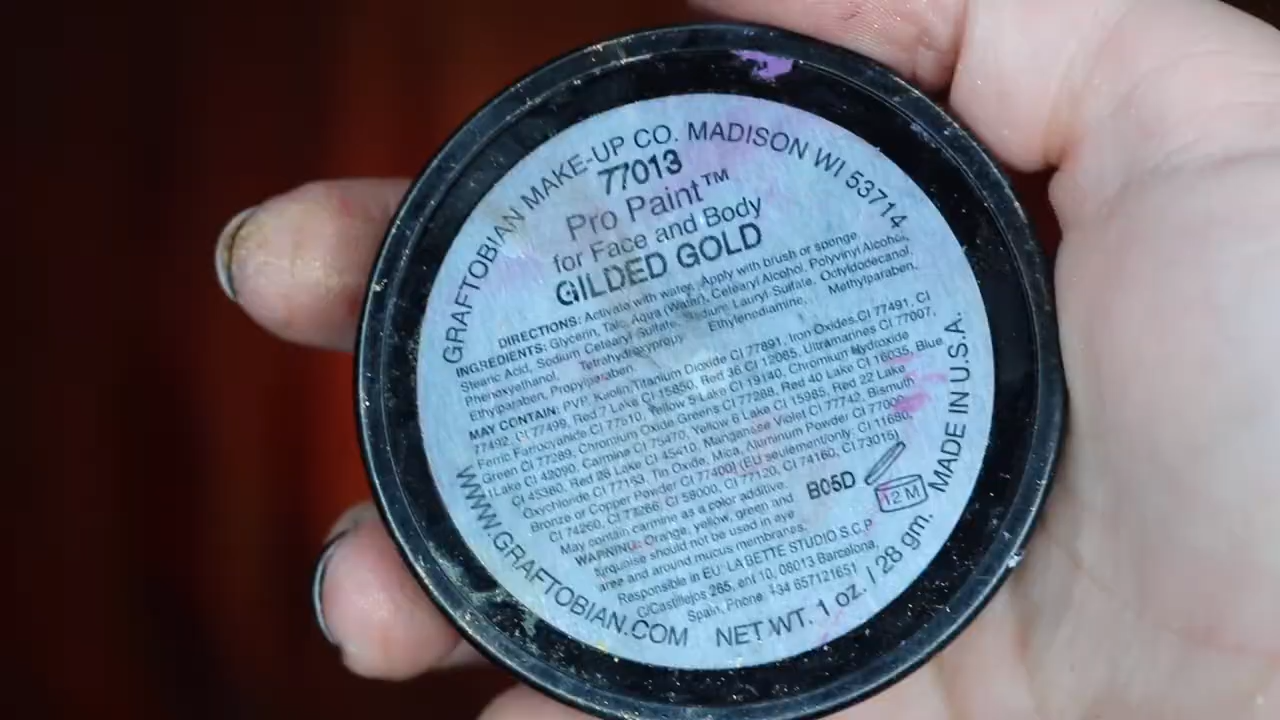 GRAFTOBIAN MAKE-UP CO. MADISON WI 53714
77013
Pro Paint™
for Face and Body
GILDED GOLD
DIRECTIONS: Activate with water. Apply with brush or sponge.
INGREDIENTS: Glycerin, Talc, Aqua (Water), Cetearyl Alcohol, Polyvinyl Alcohol,
Stearic Acid, Sodium Cetearyl Sulfate, Sodium Lauryl Sulfate, Octyldodecanol,
Phenoxyethanol, Tetrahydroxypropyl Ethylenediamine, Methylparaben,
Ethylparaben, Propylparaben.
MAY CONTAIN: PVP, Kaolin, Titanium Dioxide CI 77891, Iron Oxides CI 77491, CI
77492, CI 77499, Red 7 Lake CI 15850, Red 36 CI 12085, Ultramarines CI 77007,
Ferric Ferrocyanide CI 77510, Yellow 5 Lake CI 19140, Chromium Hydroxide
Green CI 77289, Chromium Oxide Greens CI 77288, Red 40 Lake CI 16035, Blue
1 Lake CI 42090, Carmine CI 75470, Yellow 6 Lake CI 15985, Red 22 Lake
CI 45380, Red 28 Lake CI 45410, Manganese Violet CI 77742, Bismuth
Oxychloride CI 77163, Tin Oxide, Mica, Aluminum Powder CI 77000,
Bronze or Copper Powder CI 77400, (EU seulement/only: CI 11680,
CI 74260, CI 73360, CI 58000, CI 77120, CI 74160, CI 73015)
May contain carmine as a color additive.
WARNING: Orange, yellow, green and
turquoise should not be used in eye
area and around mucus membranes.
B05D
12 M
Responsible in EU: LA BETTE STUDIO S.C.P
C/Castillejos 265, ent 10, 08013 Barcelona,
Spain, Phone +34 657121651
WWW.GRAFTOBIAN.COM
NET WT. 1 oz. / 28 gm.
MADE IN U.S.A.